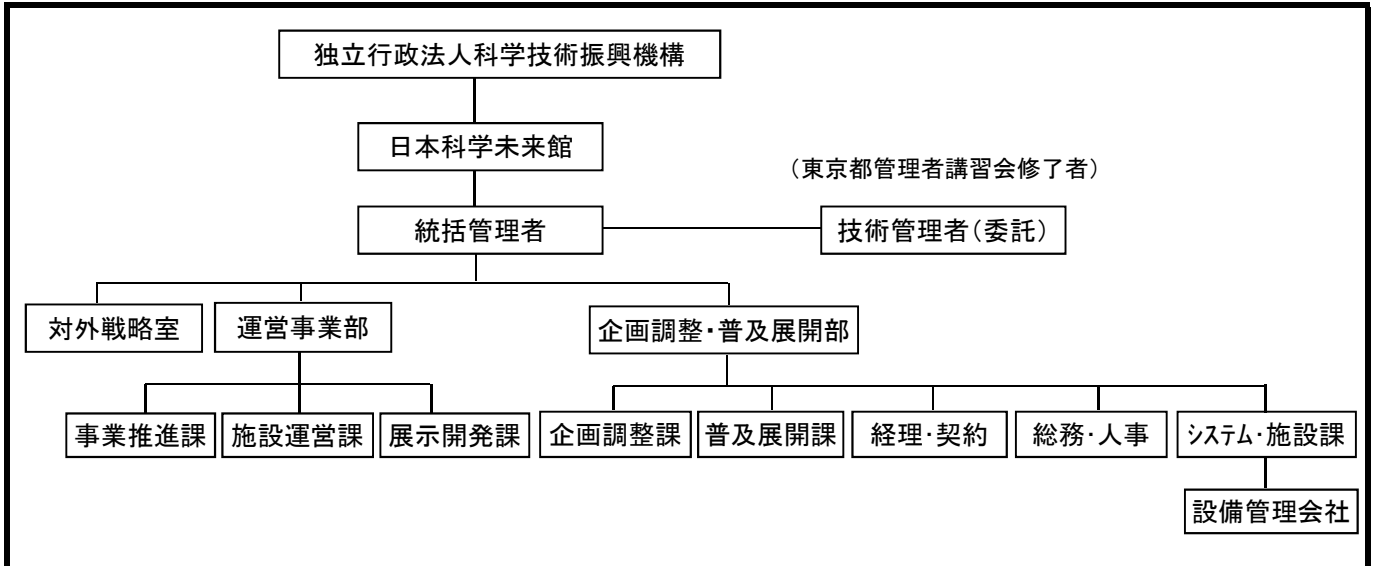 独立行政法人科学技術振興機構
日本科学未来館
(東京都管理者講習会修了者)
統括管理者
技術管理者(委託)
対外戦略室
運営事業部
企画調整・普及展開部
事業推進課
施設運営課
展示開発課
企画調整課
普及展開課
経理・契約
総務・人事
ｼｽﾃﾑ・施設課
設備管理会社